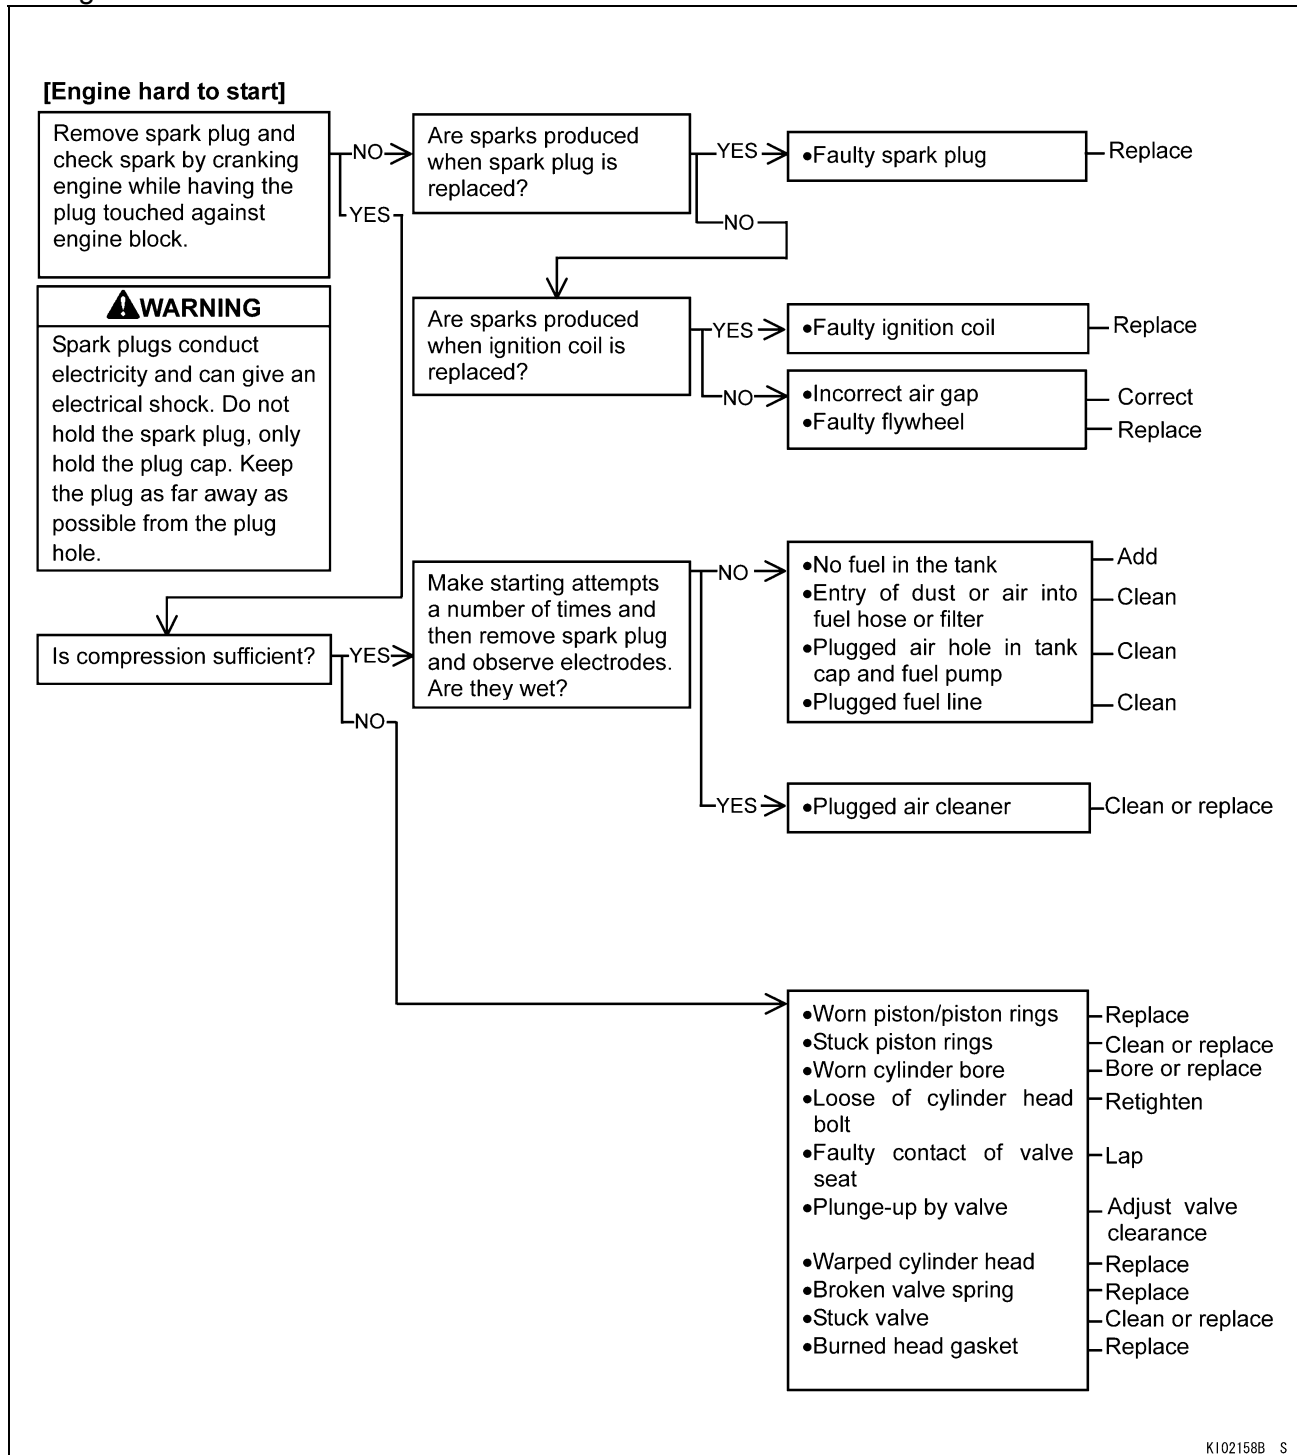 [Engine hard to start]
Remove spark plug and
check spark by cranking
engine while having the
plug touched against
engine block.
NO
YES
Are sparks produced
when spark plug is
replaced?
YES
NO
•Faulty spark plug
Replace
WARNING
Spark plugs conduct
electricity and can give an
electrical shock. Do not
hold the spark plug, only
hold the plug cap. Keep
the plug as far away as
possible from the plug
hole.
Are sparks produced
when ignition coil is
replaced?
YES
•Faulty ignition coil
Replace
NO
•Incorrect air gap
•Faulty flywheel
Correct
Replace
Is compression sufficient?
YES
NO
Make starting attempts
a number of times and
then remove spark plug
and observe electrodes.
Are they wet?
NO
•No fuel in the tank
•Entry of dust or air into
fuel hose or filter
•Plugged air hole in tank
cap and fuel pump
•Plugged fuel line
Add
Clean
Clean
Clean
YES
•Plugged air cleaner
Clean or replace
•Worn piston/piston rings
•Stuck piston rings
•Worn cylinder bore
•Loose of cylinder head
bolt
•Faulty contact of valve
seat
•Plunge-up by valve
•Warped cylinder head
•Broken valve spring
•Stuck valve
•Burned head gasket
Replace
Clean or replace
Bore or replace
Retighten
Lap
Adjust valve
clearance
Replace
Replace
Clean or replace
Replace
KI02158B S